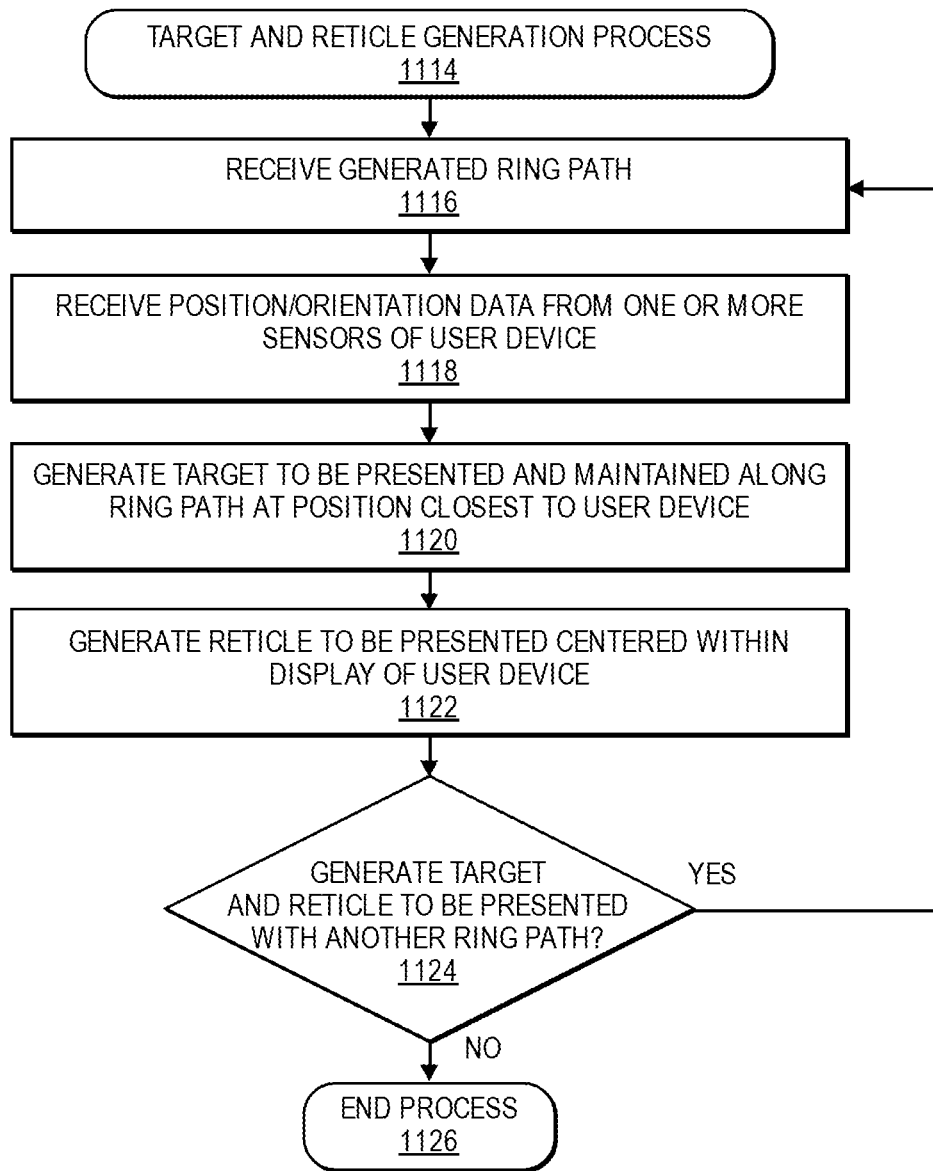 TARGET AND RETICLE GENERATION PROCESS
1114
RECEIVE GENERATED RING PATH
1116
RECEIVE POSITION/ORIENTATION DATA FROM ONE OR MORE
SENSORS OF USER DEVICE
1118
GENERATE TARGET TO BE PRESENTED AND MAINTAINED ALONG
RING PATH AT POSITION CLOSEST TO USER DEVICE
1120
GENERATE RETICLE TO BE PRESENTED CENTERED WITHIN
DISPLAY OF USER DEVICE
1122
GENERATE TARGET
AND RETICLE TO BE PRESENTED
WITH ANOTHER RING PATH?
1124
YES
NO
END PROCESS
1126